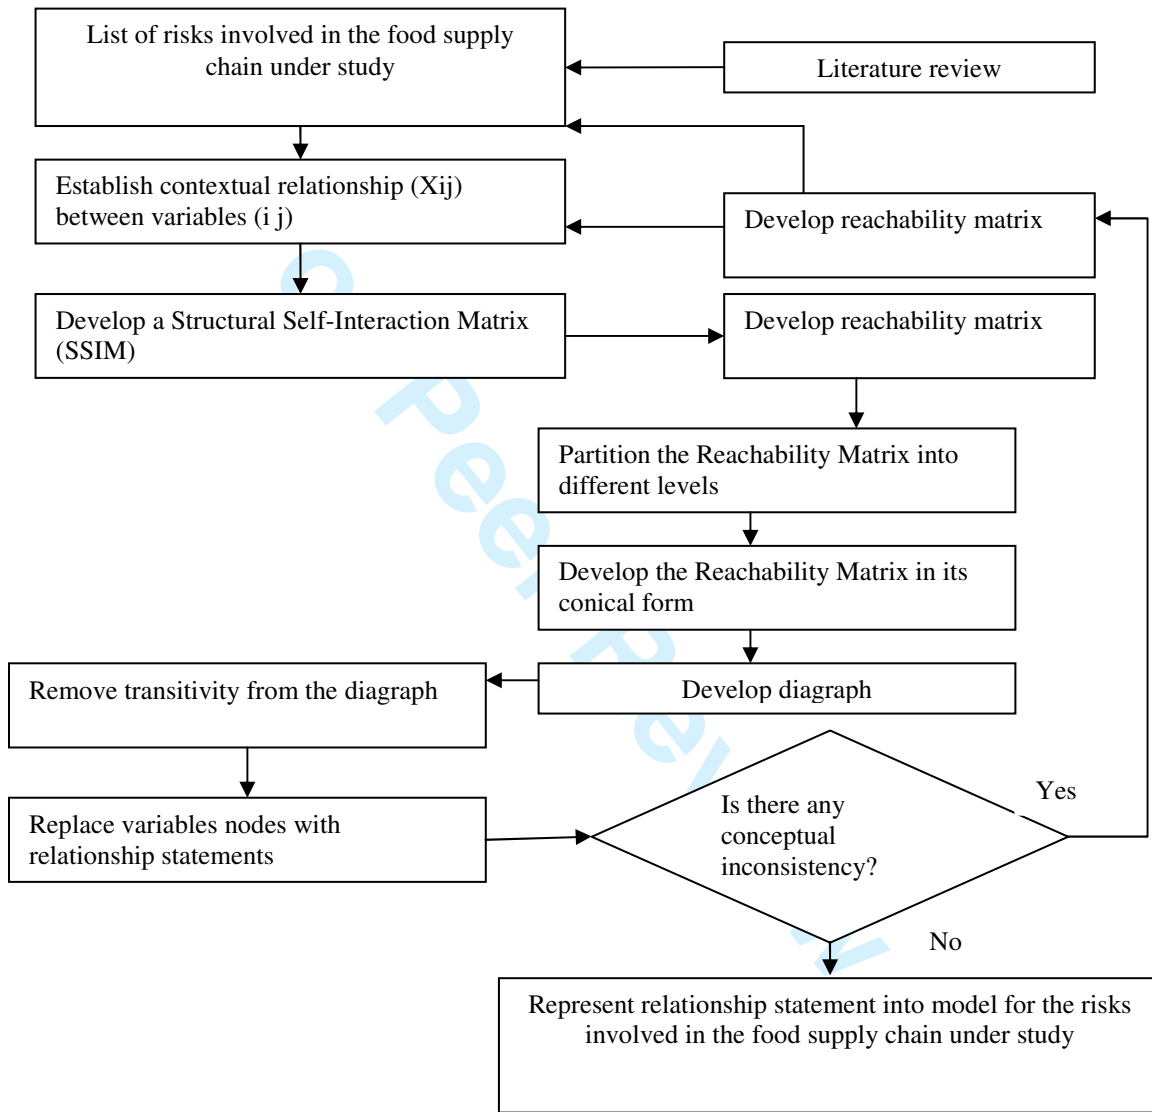 List of risks involved in the food supply
chain under study
Literature review
Establish contextual relationship (Xij)
between variables (i j)
Develop reachability matrix
Develop a Structural Self-Interaction Matrix
(SSIM)
Develop reachability matrix
Partition the Reachability Matrix into
different levels
Develop the Reachability Matrix in its
conical form
Develop diagraph
Remove transitivity from the diagraph
Replace variables nodes with
relationship statements
Is there any
conceptual
inconsistency?
Yes
No
Represent relationship statement into model for the risks
involved in the food supply chain under study